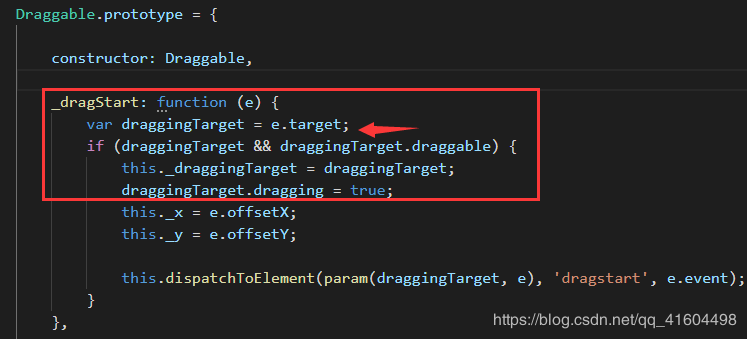 Draggable.prototype = {
constructor: Draggable,
_dragStart: function (e) {
var draggingTarget = e.target;
if (draggingTarget && draggingTarget.draggable) {
this._draggingTarget = draggingTarget;
draggingTarget.dragging = true;
this._x = e.offsetX;
this._y = e.offsetY;
this.dispatchToElement(param(draggingTarget, e), 'dragstart', e.event);
}
},
https://blog.csdn.net/qq_41604498